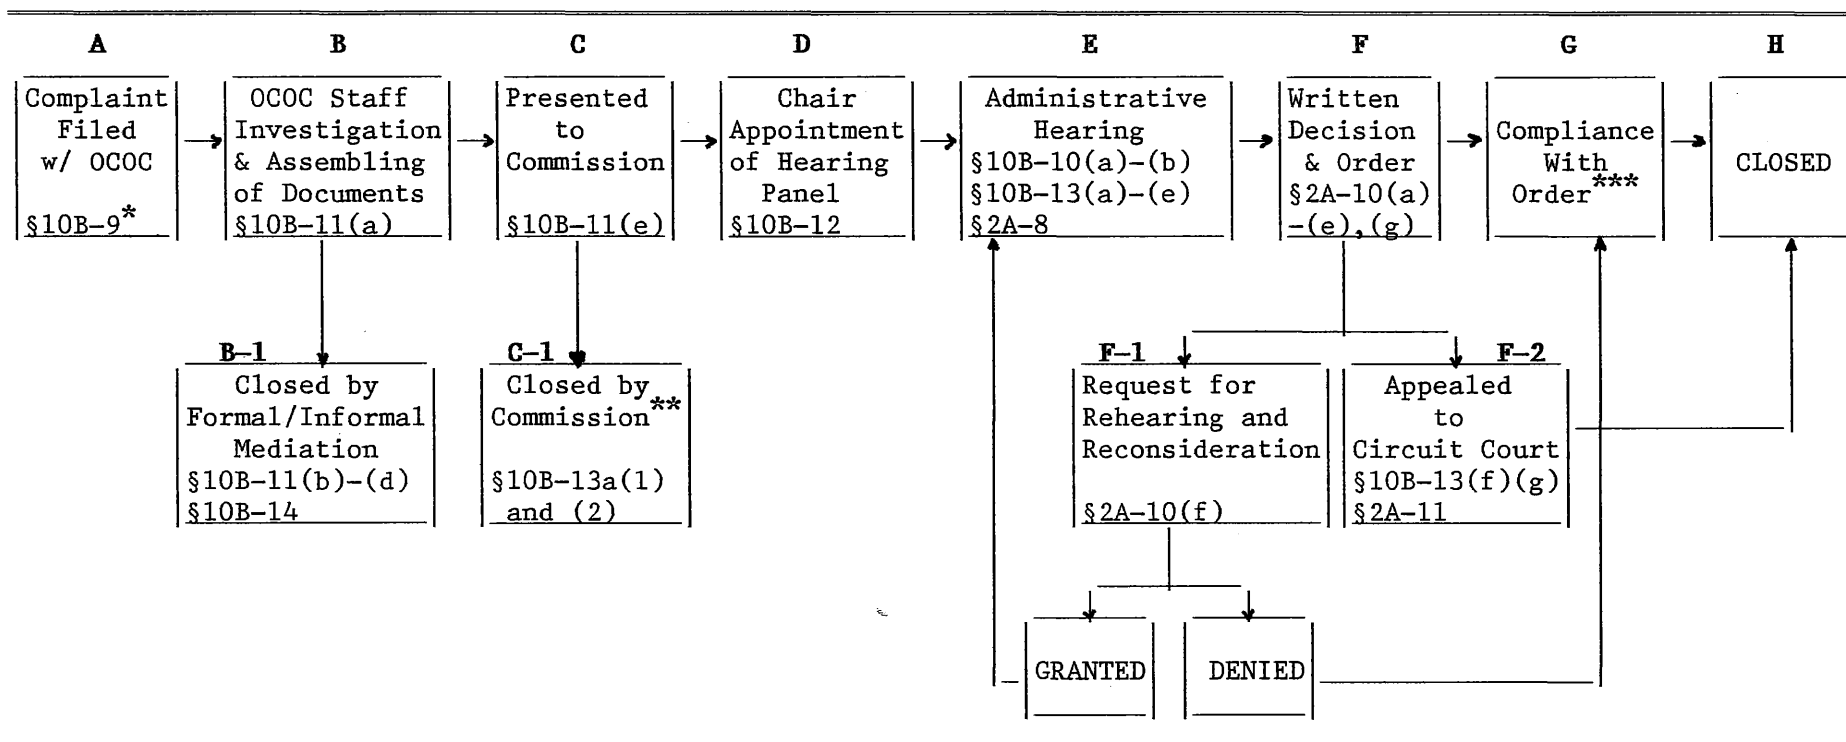 A
B
C
D
E
F
G
H
Complaint
Filed
w/ OCOC
§10B-9*
OCOC Staff
Investigation
& Assembling
of Documents
§10B-11(a)
Presented
to
Commission
§10B-11(e)
Chair
Appointment
of Hearing
Panel
§10B-12
Administrative
Hearing
§10B-10(a)-(b)
§10B-13(a)-(e)
§2A-8
Written
Decision
& Order
§2A-10(a)
-(e),(g)
Compliance
With
Order***
CLOSED
B-1
Closed by
Formal/Informal
Mediation
§10B-11(b)-(d)
§10B-14
C-1
Closed by
Commission**
§10B-13a(1)
and (2)
F-1
Request for
Rehearing and
Reconsideration
§2A-10(f)
F-2
Appealed
to
Circuit Court
§10B-13(f)(g)
§2A-11
GRANTED
DENIED